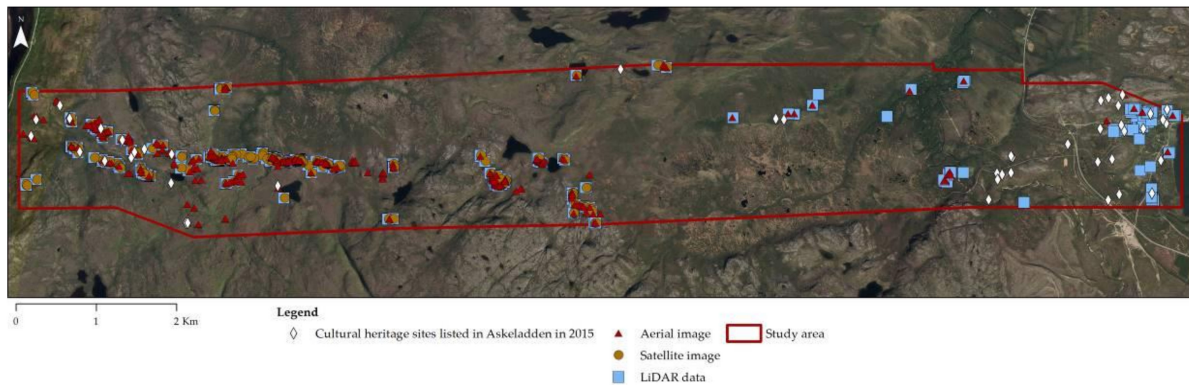 N
0 1 2 Km
Legend
Cultural heritage sites listed in Askeladden in 2015
Aerial image
Study area
Satellite image
LiDAR data